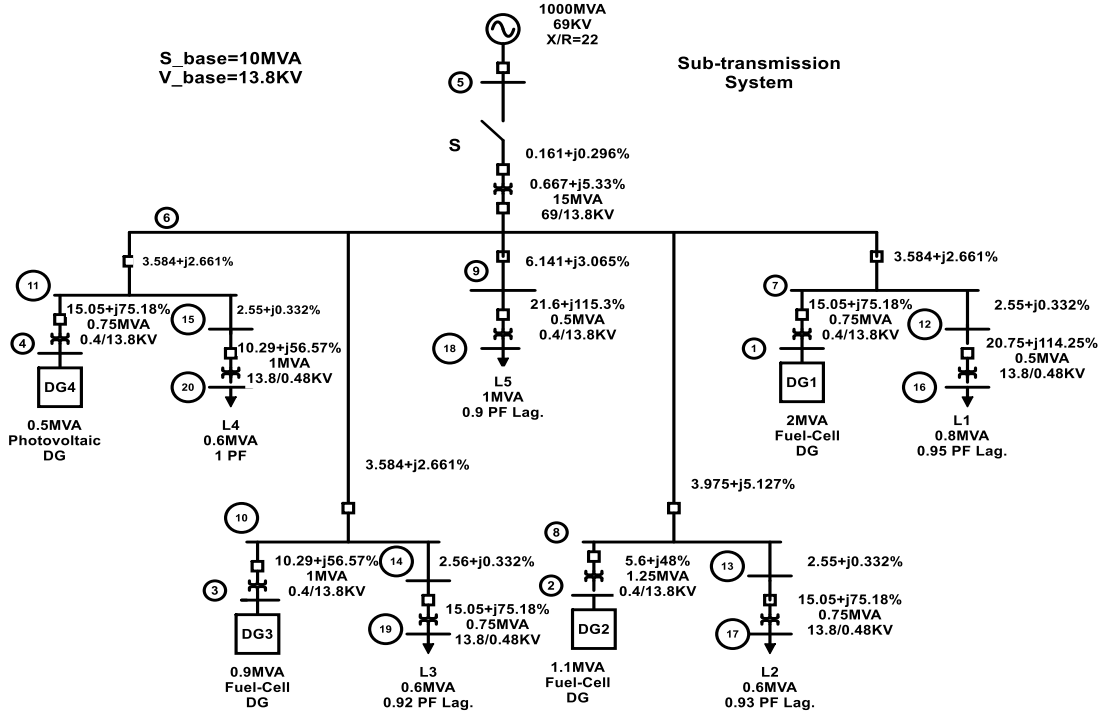 1000MVA
69KV
X/R=22
S_base=10MVA
V_base=13.8KV
Sub-transmission
System
5
S
0.161+j0.296%
0.667+j5.33%
15MVA
69/13.8KV
6
3.584+j2.661%
6.141+j3.065%
3.584+j2.661%
9
11
15.05+j75.18%
0.75MVA
0.4/13.8KV
15
2.55+j0.332%
4
10.29+j56.57%
1MVA
13.8/0.48KV
20
DG4
0.5MVA
Photovoltaic
DG
L4
0.6MVA
1 PF
21.6+j115.3%
0.5MVA
0.4/13.8KV
18
L5
1MVA
0.9 PF Lag.
7
15.05+j75.18%
0.75MVA
0.4/13.8KV
12
2.55+j0.332%
1
20.75+j114.25%
0.5MVA
13.8/0.48KV
16
DG1
2MVA
Fuel-Cell
DG
L1
0.8MVA
0.95 PF Lag.
3.584+j2.661%
3.975+j5.127%
10
10.29+j56.57%
1MVA
0.4/13.8KV
14
2.56+j0.332%
3
15.05+j75.18%
0.75MVA
13.8/0.48KV
19
DG3
0.9MVA
Fuel-Cell
DG
L3
0.6MVA
0.92 PF Lag.
8
5.6+j48%
1.25MVA
0.4/13.8KV
13
2.55+j0.332%
2
15.05+j75.18%
0.75MVA
13.8/0.48KV
17
DG2
1.1MVA
Fuel-Cell
DG
L2
0.6MVA
0.93 PF Lag.